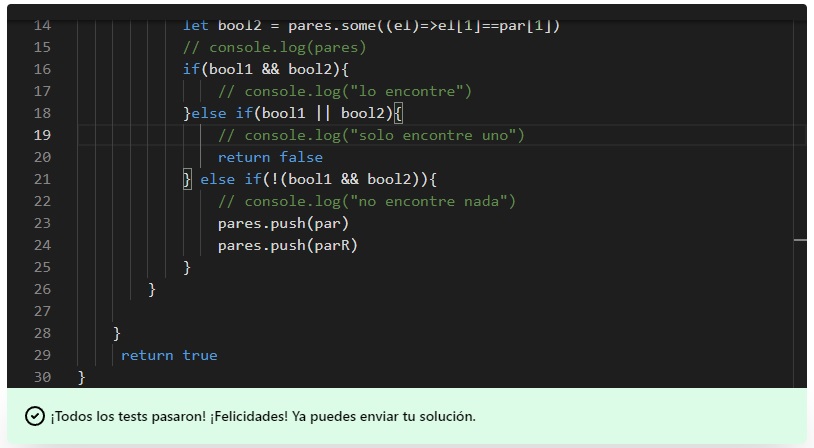 14 let bool2 = pares.some((el)=>el[1]==par[1])
15 // console.log(pares)
16 if(bool1 && bool2){
17 // console.log("lo encontre")
18 }else if(bool1 || bool2){
19 // console.log("solo encontre uno")
20 return false
21 } else if(!(bool1 && bool2)){
22 // console.log("no encontre nada")
23 pares.push(par)
24 pares.push(parR)
25 }
26 }
27
28 }
29 return true
30 }
¡Todos los tests pasaron! ¡Felicidades! Ya puedes enviar tu solución.